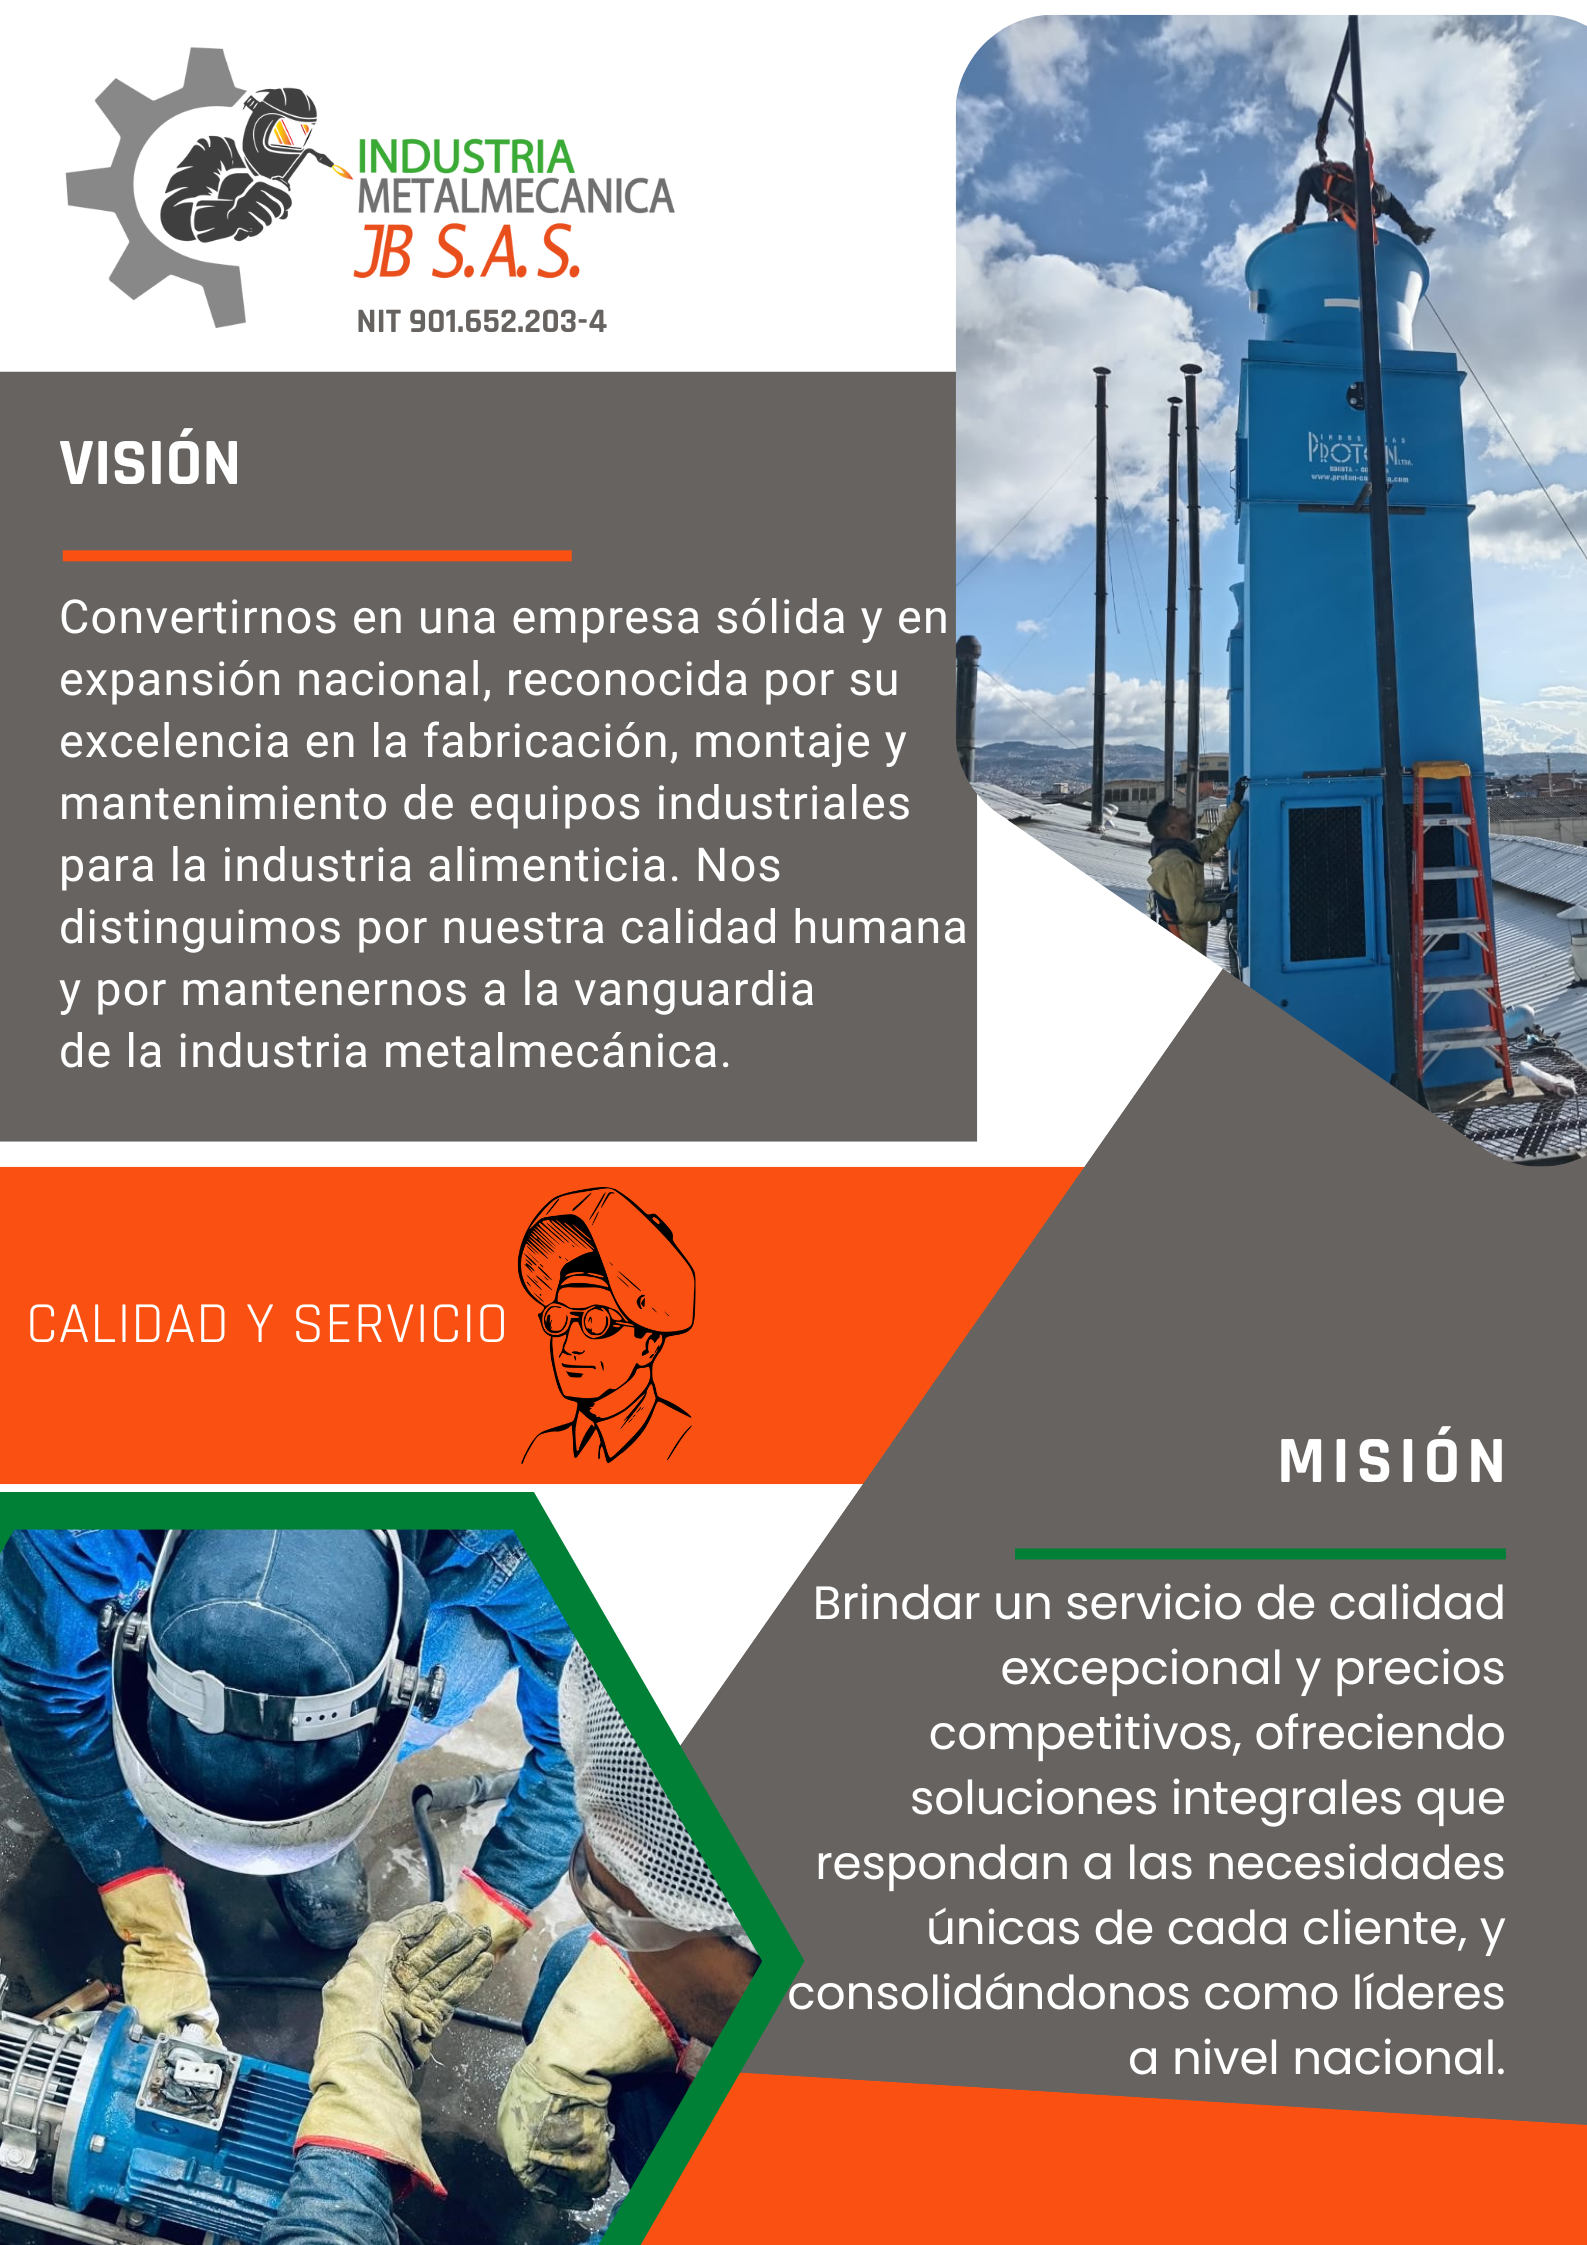 INDUSTRIA
METALMECANICA
JB S.A.S.
NIT 901.652.203-4
VISIÓN
Convertirnos en una empresa sólida y en
expansión nacional, reconocida por su
excelencia en la fabricación, montaje y
mantenimiento de equipos industriales
para la industria alimenticia. Nos
distinguimos por nuestra calidad humana
y por mantenernos a la vanguardia
de la industria metalmecánica.
CALIDAD Y SERVICIO
MISIÓN
Brindar un servicio de calidad
excepcional y precios
competitivos, ofreciendo
soluciones integrales que
respondan a las necesidades
únicas de cada cliente, y
consolidándonos como líderes
a nivel nacional.